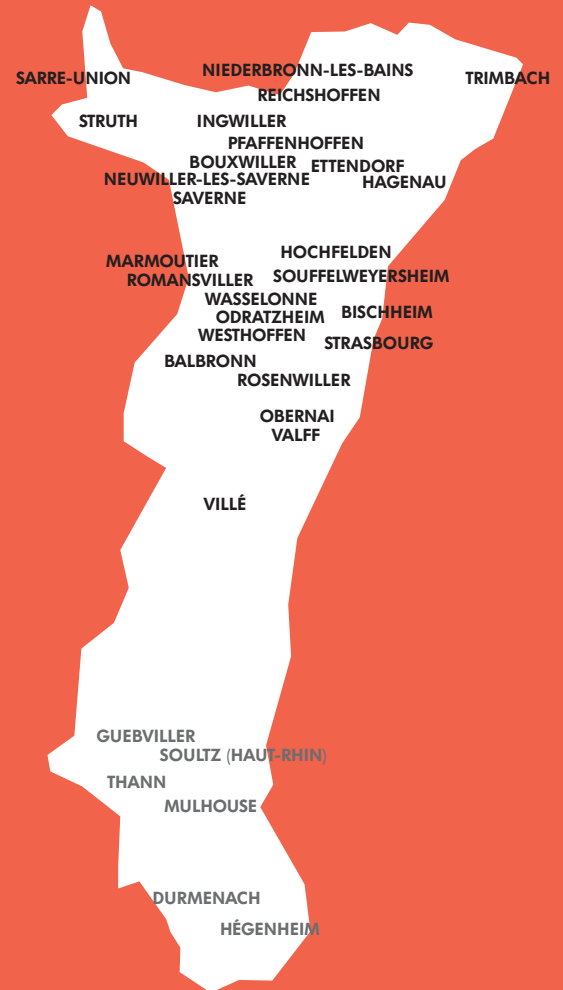 NIEDERBRONN-LES-BAINS
SARRE-UNION
TRIMBACH
REICHSHOFFEN
STRUTH
INGWILLER
PFAFFENHOFFEN
BOUXWILLER
ETTENDORF
NEUWILLER-LES-SAVERNE
HAGENAU
SAVERNE
HOCHFELDEN
MARMOUTIER
SOUFFELWEYERSHEIM
ROMANSVILLER
WASSELONNE
BISCHHEIM
ODRATZHEIM
WESTHOFFEN
STRASBOURG
BALBRONN
ROSENWILLER
OBERNAI
VALFF
VILLÉ
GUEBVILLER
SOULTZ (HAUT-RHIN)
THANN
MULHOUSE
DURMENACH
HÉGENHEIM